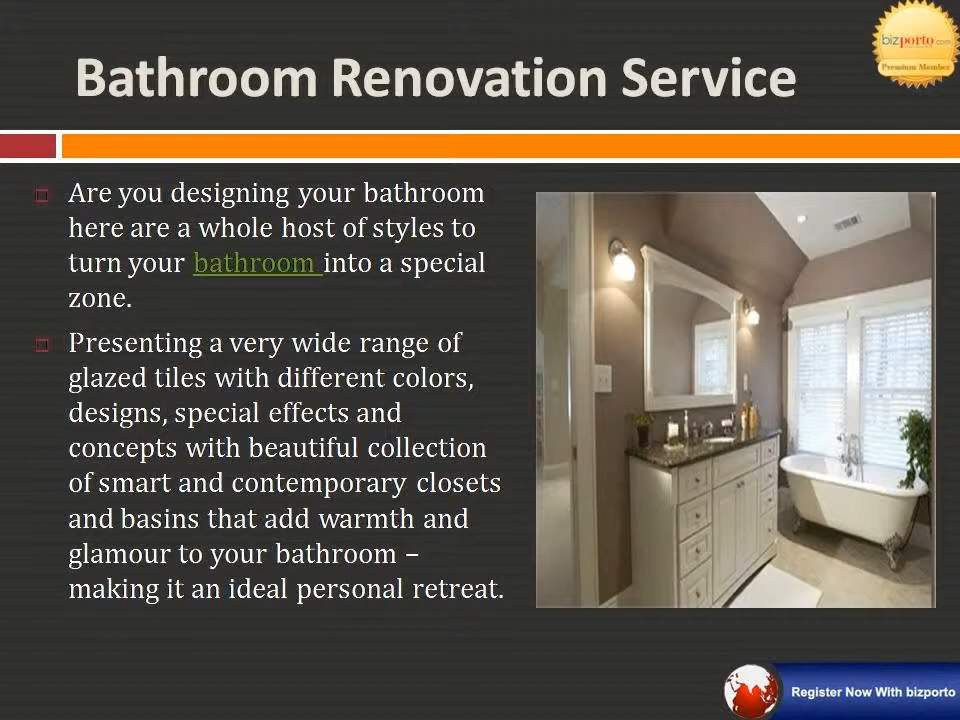 bizporto.com
Premium Member
Bathroom Renovation Service
Are you designing your bathroom
here are a whole host of styles to
turn your bathroom into a special
zone.
Presenting a very wide range of
glazed tiles with different colors,
designs, special effects and
concepts with beautiful collection
of smart and contemporary closets
and basins that add warmth and
glamour to your bathroom –
making it an ideal personal retreat.
Register Now With bizporto